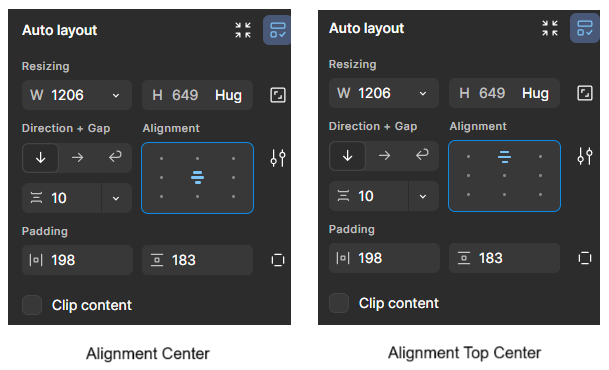 Auto layout
Resizing
W 1206 H 649 Hug
Direction + Gap Alignment
10
Padding
198 183
Clip content
Alignment Center
Auto layout
Resizing
W 1206 H 649 Hug
Direction + Gap Alignment
10
Padding
198 183
Clip content
Alignment Top Center